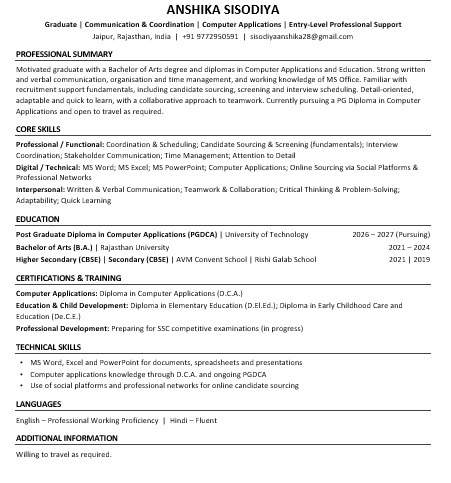 ANSHIKA SISODIYA
Graduate | Communication & Coordination | Computer Applications | Entry-Level Professional Support
Jaipur, Rajasthan, India | +91 9772950591 | sisodiyaanshika28@gmail.com
PROFESSIONAL SUMMARY
Motivated graduate with a Bachelor of Arts degree and diplomas in Computer Applications and Education. Strong written
and verbal communication, organisation and time management, and working knowledge of MS Office. Familiar with
recruitment support fundamentals, including candidate sourcing, screening and interview scheduling. Detail-oriented,
adaptable and quick to learn, with a collaborative approach to teamwork. Currently pursuing a PG Diploma in Computer
Applications and open to travel as required.
CORE SKILLS
Professional / Functional: Coordination & Scheduling; Candidate Sourcing & Screening (fundamentals); Interview
Coordination; Stakeholder Communication; Time Management; Attention to Detail
Digital / Technical: MS Word; MS Excel; MS PowerPoint; Computer Applications; Online Sourcing via Social Platforms &
Professional Networks
Interpersonal: Written & Verbal Communication; Teamwork & Collaboration; Critical Thinking & Problem-Solving;
Adaptability; Quick Learning
EDUCATION
Post Graduate Diploma in Computer Applications (PGDCA) | University of Technology 2026 – 2027 (Pursuing)
Bachelor of Arts (B.A.) | Rajasthan University 2021 – 2024
Higher Secondary (CBSE) | Secondary (CBSE) | AVM Convent School | Rishi Galab School 2021 | 2019
CERTIFICATIONS & TRAINING
Computer Applications: Diploma in Computer Applications (D.C.A.)
Education & Child Development: Diploma in Elementary Education (D.El.Ed.); Diploma in Early Childhood Care and
Education (De.C.E.)
Professional Development: Preparing for SSC competitive examinations (in progress)
TECHNICAL SKILLS
• MS Word, Excel and PowerPoint for documents, spreadsheets and presentations
• Computer applications knowledge through D.C.A. and ongoing PGDCA
• Use of social platforms and professional networks for online candidate sourcing
LANGUAGES
English – Professional Working Proficiency | Hindi – Fluent
ADDITIONAL INFORMATION
Willing to travel as required.